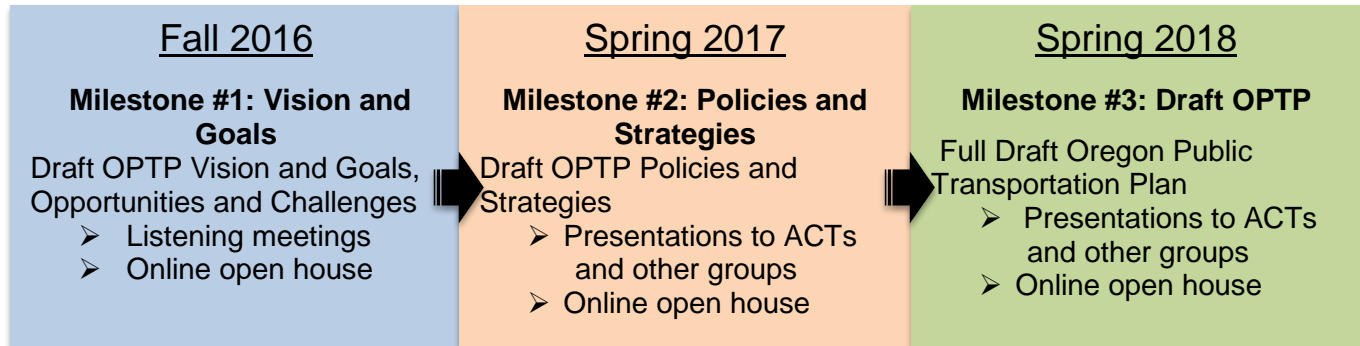 Fall 2016
Milestone #1: Vision and
Goals
Draft OPTP Vision and Goals,
Opportunities and Challenges
➢ Listening meetings
➢ Online open house
Spring 2017
Milestone #2: Policies and
Strategies
Draft OPTP Policies and
Strategies
➢ Presentations to ACTs
and other groups
➢ Online open house
Spring 2018
Milestone #3: Draft OPTP
Full Draft Oregon Public
Transportation Plan
➢ Presentations to ACTs
and other groups
➢ Online open house